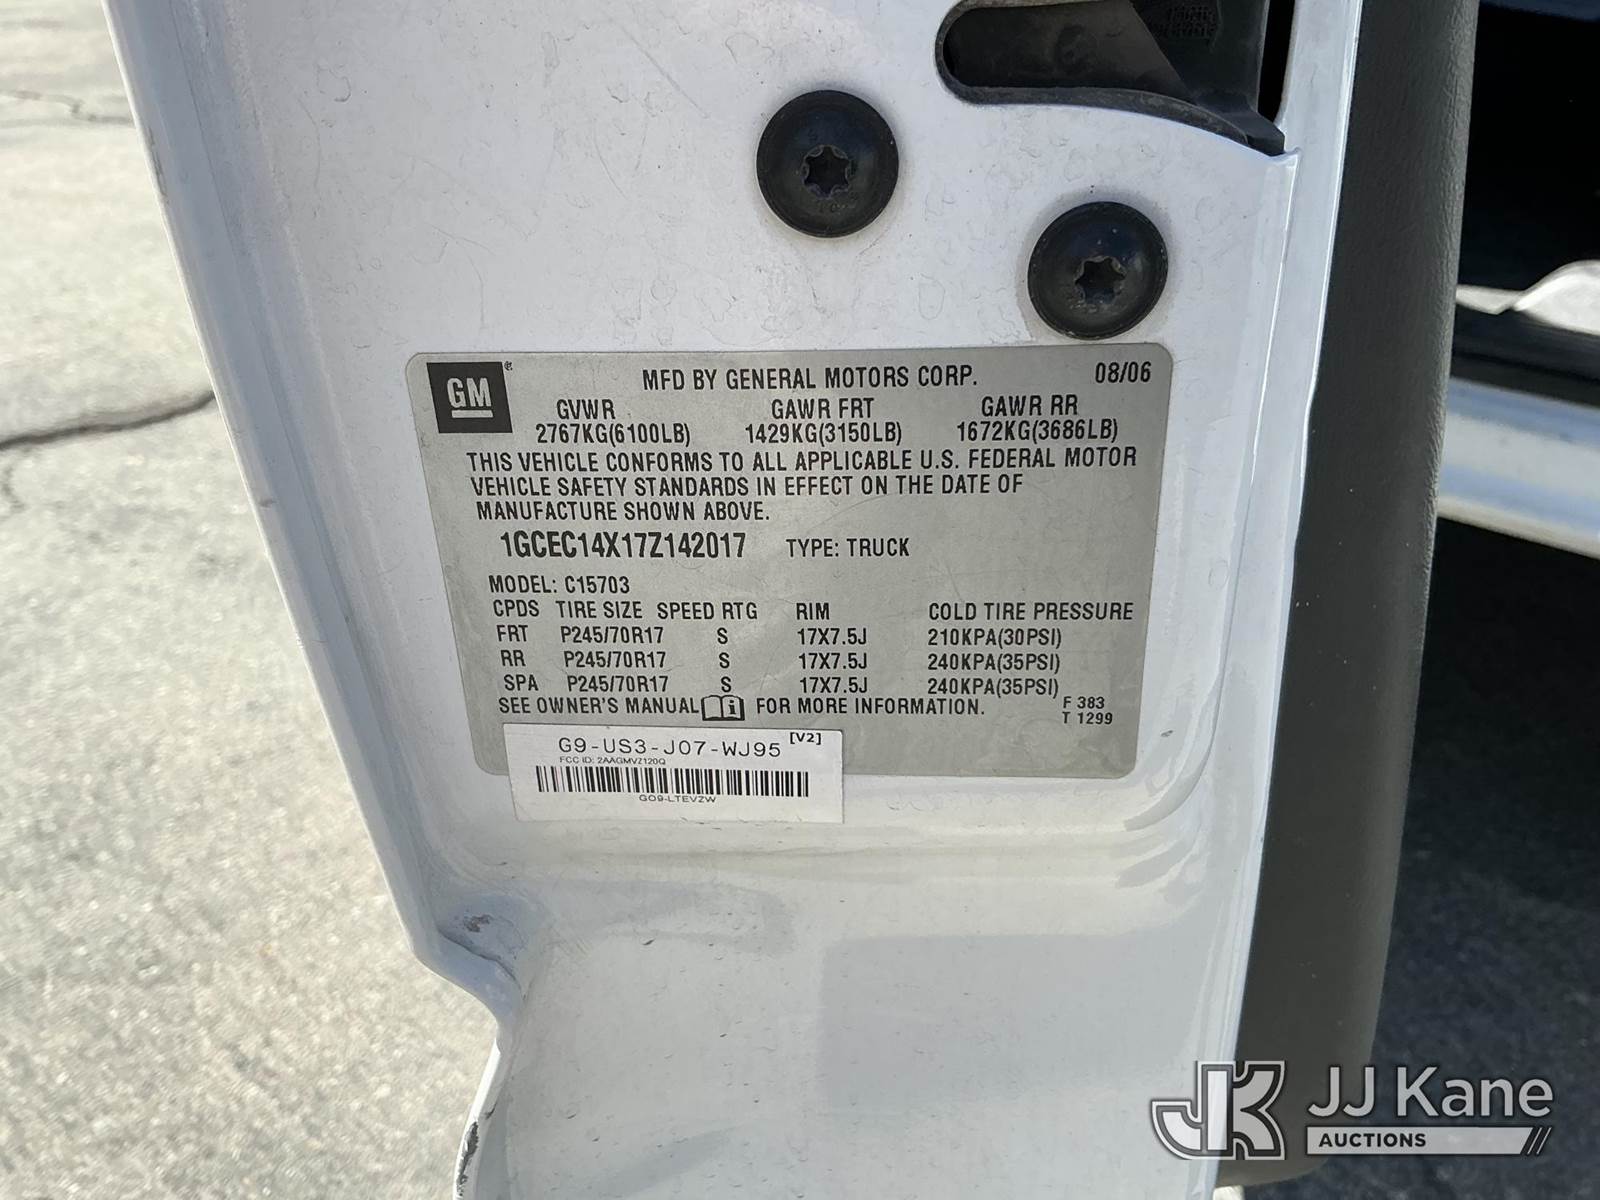 GM
MFD BY GENERAL MOTORS CORP. 08/06
GVWR GAWR FRT GAWR RR
2767KG(6100LB) 1429KG(3150LB) 1672KG(3686LB)
THIS VEHICLE CONFORMS TO ALL APPLICABLE U.S. FEDERAL MOTOR
VEHICLE SAFETY STANDARDS IN EFFECT ON THE DATE OF
MANUFACTURE SHOWN ABOVE.
1GCEC14X17Z142017 TYPE: TRUCK
MODEL: C15703
CPDS TIRE SIZE SPEED RTG RIM COLD TIRE PRESSURE
FRT P245/70R17 S 17X7.5J 210KPA(30PSI)
RR P245/70R17 S 17X7.5J 240KPA(35PSI)
SPA P245/70R17 S 17X7.5J 240KPA(35PSI)
SEE OWNER'S MANUAL FOR MORE INFORMATION.
F 383
T 1299
G9-US3-J07-WJ95 [V2]
FCC ID: 2AAGMVZ120Q
GO9-LTEVZW
JK JJ Kane
AUCTIONS